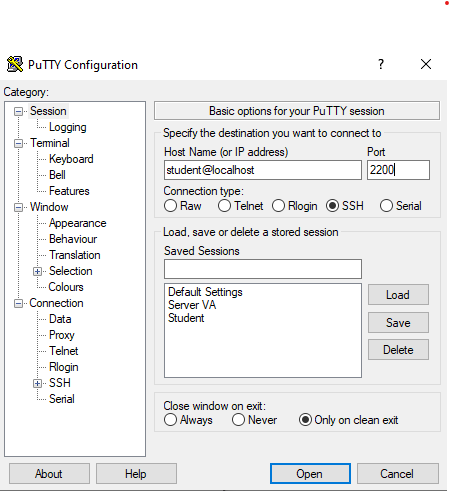 PuTTY Configuration
? 
Category:
Session
Logging
Terminal
Keyboard
Bell
Features
Window
Appearance
Behaviour
Translation
Selection
Colours
Connection
Data
Proxy
Telnet
Rlogin
SSH
Serial
Basic options for your PuTTY session
Specify the destination you want to connect to
Host Name (or IP address) Port
student@localhost 2200
Connection type:
Raw Telnet Rlogin SSH Serial
Load, save or delete a stored session
Saved Sessions
Default Settings
Server VA
Student
Load
Save
Delete
Close window on exit:
Always Never Only on clean exit
About Help Open Cancel